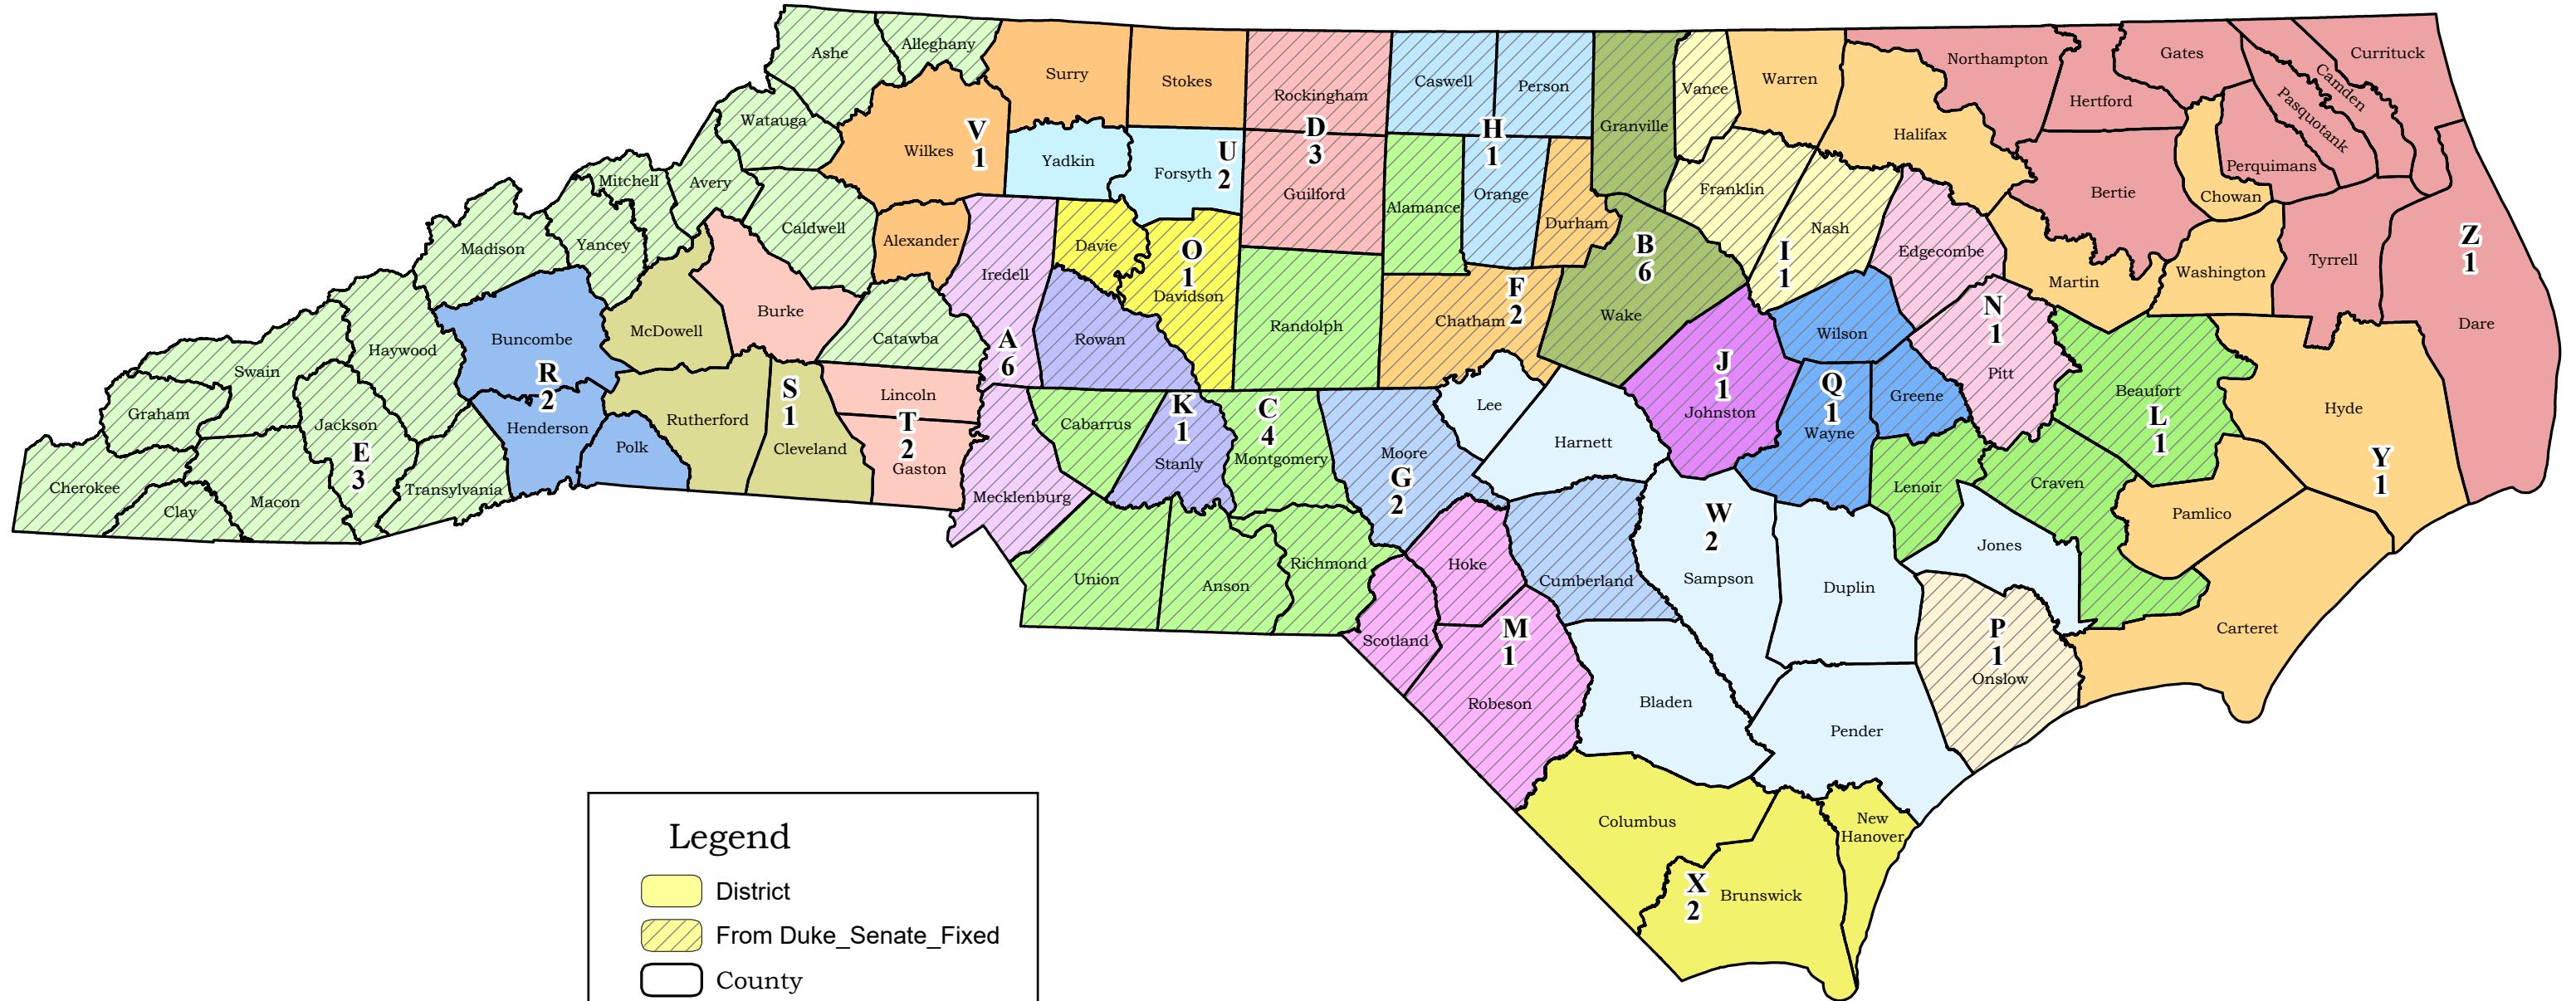 Ashe
Alleghany
Surry
Stokes
Rockingham
Caswell
Person
Granville
Vance
Warren
Halifax
Northampton
Hertford
Gates
Camden
Pasquotank
Currituck
Perquimans
Chowan
Bertie
Watauga
Wilkes
V
1
Yadkin
Forsyth
U
2
D
3
Guilford
H
1
Alamance
Orange
Durham
Franklin
Nash
Edgecombe
Martin
Washington
Tyrrell
Dare
Z
1
Mitchell
Avery
Caldwell
Alexander
Iredell
Davie
O
1
Davidson
Randolph
Chatham
F
2
B
6
Wake
I
1
Madison
Yancey
McDowell
Burke
Catawba
A
6
Rowan
Wilson
N
1
Pitt
Beaufort
L
1
Hyde
Y
1
Haywood
Buncombe
R
2
Swain
Graham
Jackson
E
3
Henderson
Polk
Rutherford
S
1
Cleveland
Lincoln
T
2
Gaston
Mecklenburg
Cabarrus
K
1
Stanly
C
4
Montgomery
Moore
G
2
Lee
Harnett
J
1
Johnston
Q
1
Wayne
Greene
Lenoir
Craven
Pamlico
Cherokee
Clay
Macon
Transylvania
Union
Anson
Richmond
Hoke
Scotland
Cumberland
W
2
Sampson
Duplin
Jones
Carteret
M
1
Robeson
Bladen
P
1
Onslow
Pender
Columbus
X
2
Brunswick
New
Hanover
Legend
District
From Duke_Senate_Fixed
County